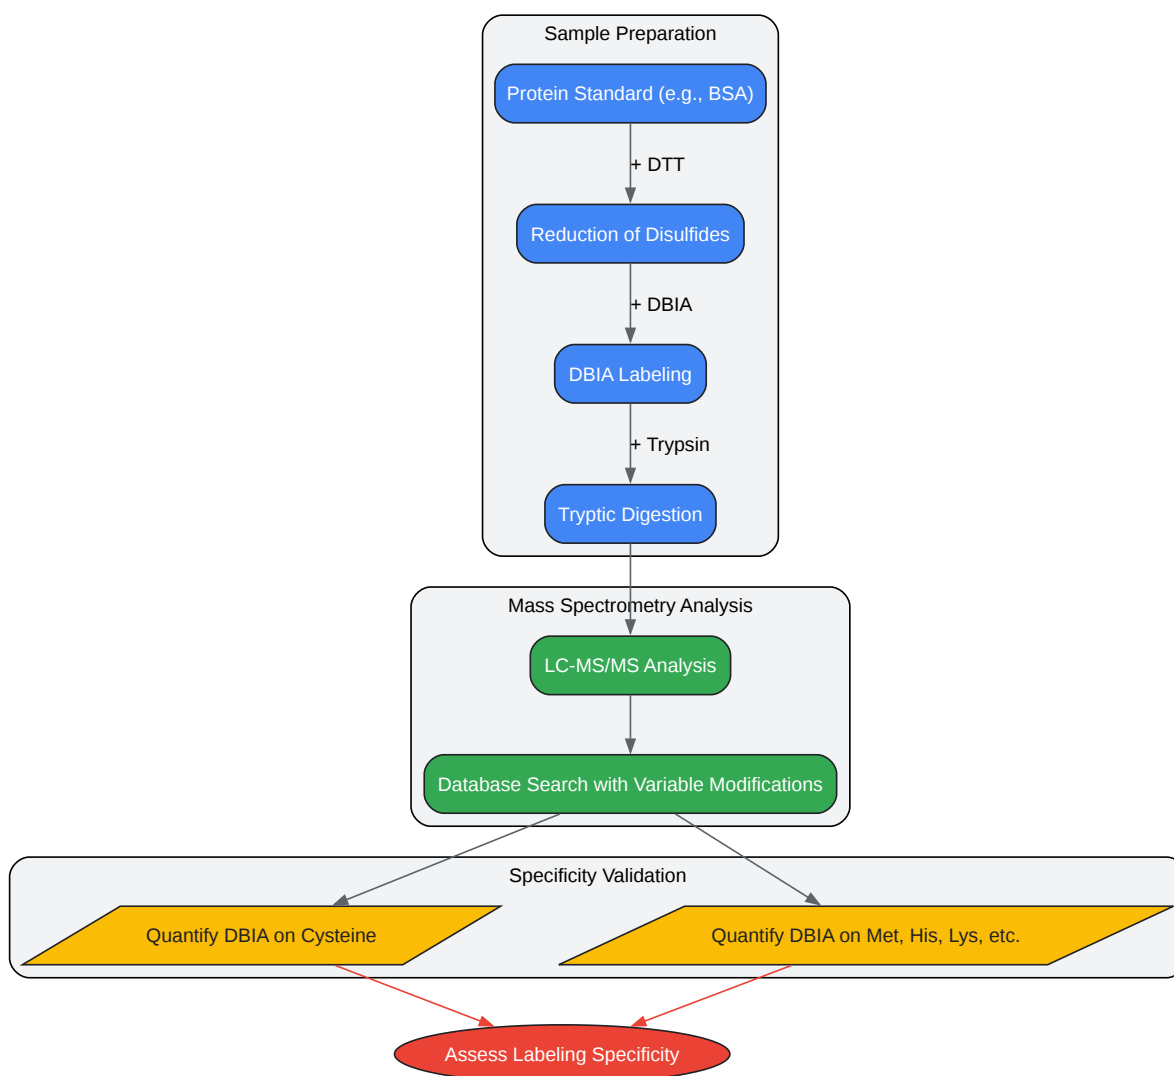 Sample Preparation
Protein Standard (e.g., BSA)
+ DTT
Reduction of Disulfides
+ DBIA
DBIA Labeling
+ Trypsin
Tryptic Digestion
Mass Spectrometry Analysis
LC-MS/MS Analysis
Database Search with Variable Modifications
Specificity Validation
Quantify DBIA on Cysteine
Quantify DBIA on Met, His, Lys, etc.
Assess Labeling Specificity